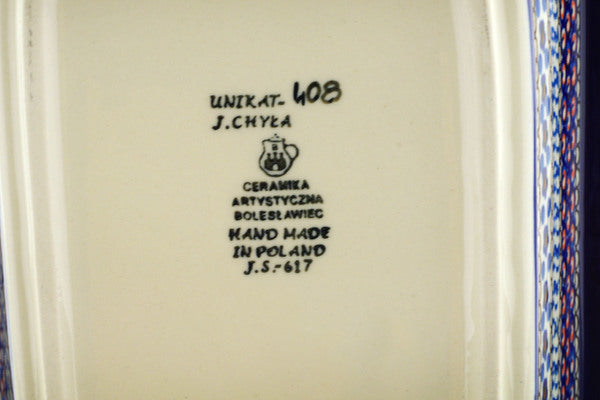 UNIKAT- 408
J. CHYŁA
B
CERAMIKA
ARTYSTYCZNA
BOLESŁAWIEC
HAND MADE
IN POLAND
J.S.-617